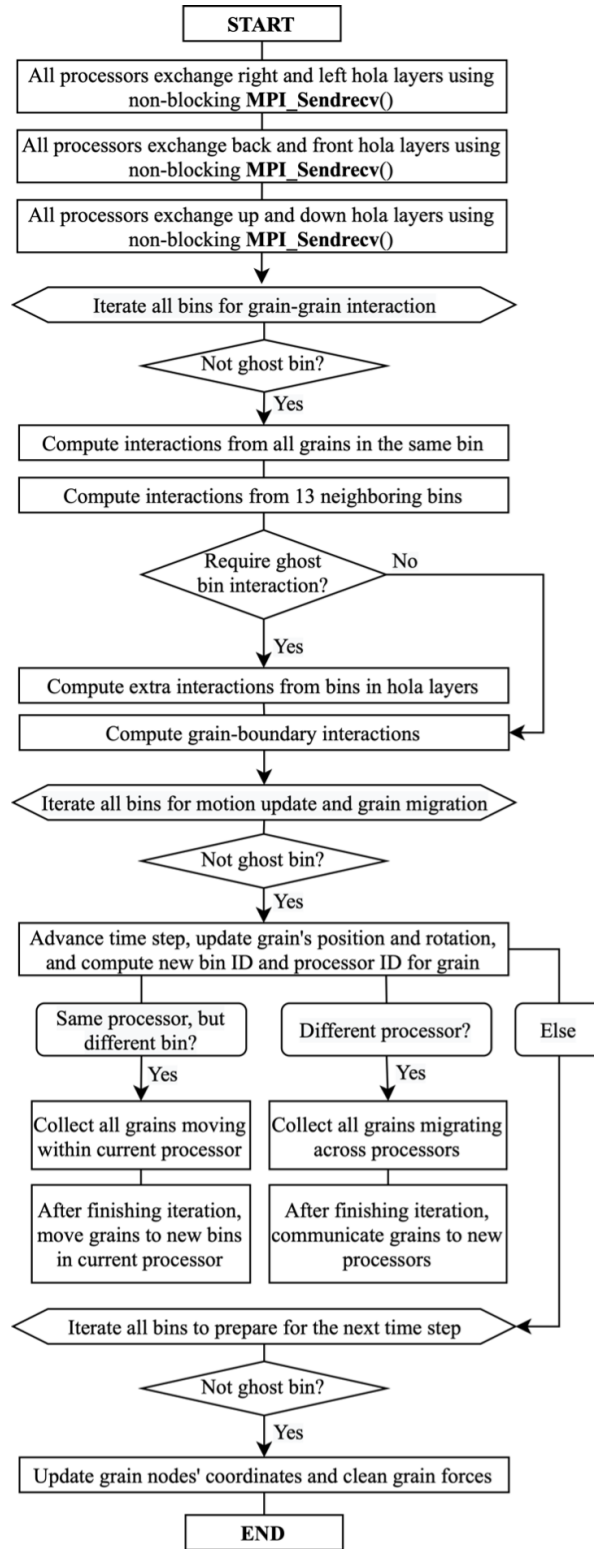 START
All processors exchange right and left hola layers using
non-blocking MPI_Sendrecv()
All processors exchange back and front hola layers using
non-blocking MPI_Sendrecv()
All processors exchange up and down hola layers using
non-blocking MPI_Sendrecv()
Iterate all bins for grain-grain interaction
Not ghost bin?
Yes
Compute interactions from all grains in the same bin
Compute interactions from 13 neighboring bins
Require ghost
bin interaction?
No
Yes
Compute extra interactions from bins in hola layers
Compute grain-boundary interactions
Iterate all bins for motion update and grain migration
Not ghost bin?
Yes
Advance time step, update grain's position and rotation,
and compute new bin ID and processor ID for grain
Same processor, but
different bin?
Different processor?
Else
Yes
Yes
Collect all grains moving
within current processor
Collect all grains migrating
across processors
After finishing iteration,
move grains to new bins
in current processor
After finishing iteration,
communicate grains to new
processors
Iterate all bins to prepare for the next time step
Not ghost bin?
Yes
Update grain nodes' coordinates and clean grain forces
END